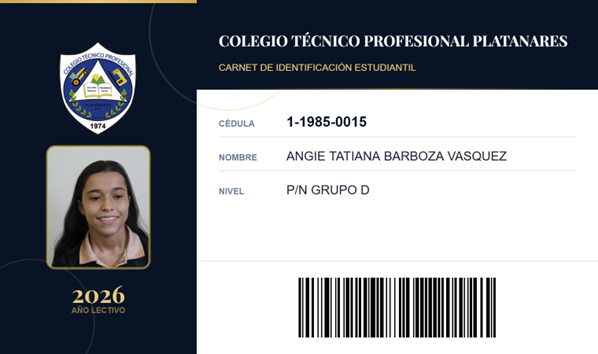 COLEGIO TÉCNICO PROFESIONAL PLATANARES
CARNET DE IDENTIFICACIÓN ESTUDIANTIL
COLEGIO TÉCNICO PROFESIONAL
PLATANARES
1974
CÉDULA 1-1985-0015
NOMBRE ANGIE TATIANA BARBOZA VASQUEZ
NIVEL P/N GRUPO D
2026
AÑO LECTIVO